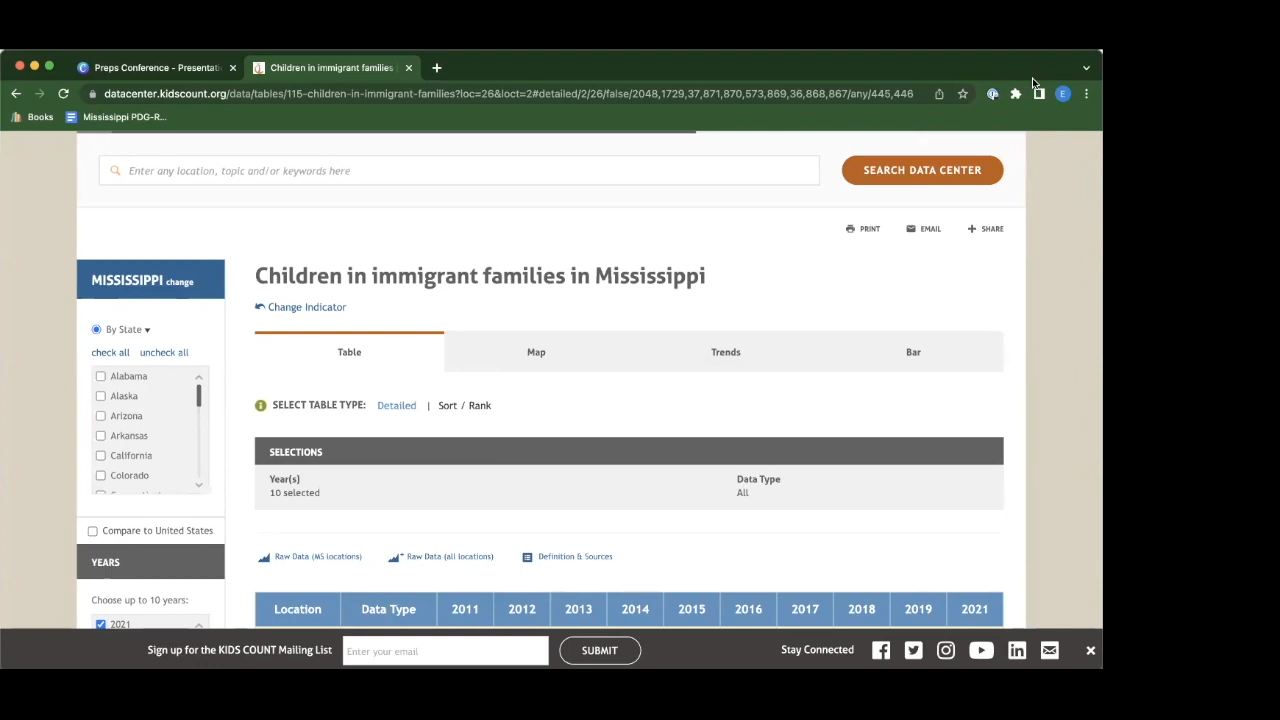 Preps Conference - Presentati
Children in immigrant families
datacenter.kidscount.org/data/tables/115-children-in-immigrant-families?loc=26&loct=2#detailed/2/26/false/2048,1729,37,871,870,573,869,36,868,867/any/445,446
E
Books
Mississippi PDG-R...
Enter any location, topic and/or keywords here
SEARCH DATA CENTER
PRINT
EMAIL
SHARE
MISSISSIPPI change
Children in immigrant families in Mississippi
Change Indicator
By State
check all uncheck all
Alabama
Alaska
Arizona
Arkansas
California
Colorado
Compare to United States
YEARS
Choose up to 10 years:
2021
Table
Map
Trends
Bar
SELECT TABLE TYPE: Detailed | Sort / Rank
SELECTIONS
Year(s)
10 selected
Data Type
All
Raw Data (MS locations)
Raw Data (all locations)
Definition & Sources
Location Data Type 2011 2012 2013 2014 2015 2016 2017 2018 2019 2021
Sign up for the KIDS COUNT Mailing List
Enter your email
SUBMIT
Stay Connected